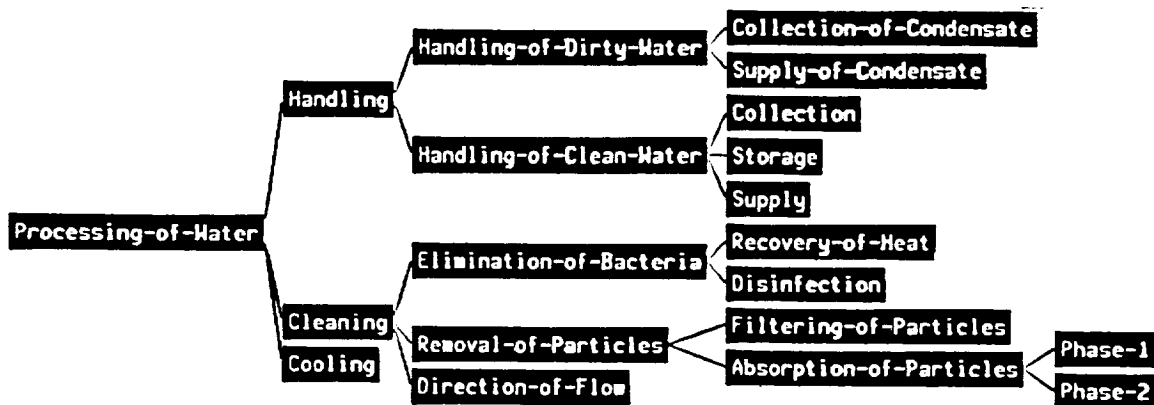 Collection-of-Condensate
Handling-of-Dirty-Water
Supply-of-Condensate
Handling
Collection
Handling-of-Clean-Water
Storage
Supply
Processing-of-Water
Recovery-of-Heat
Elimination-of-Bacteria
Disinfection
Cleaning
Filtering-of-Particles
Removal-of-Particles
Phase-1
Cooling
Absorption-of-Particles
Direction-of-Flow
Phase-2